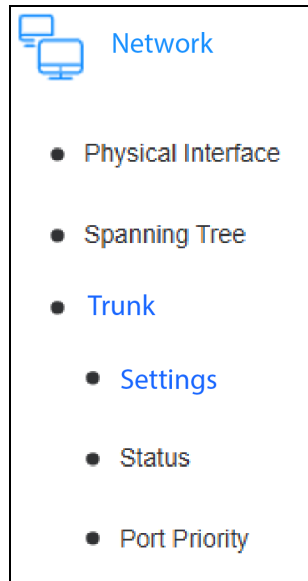 Network
Physical Interface
Spanning Tree
Trunk
Settings
Status
Port Priority